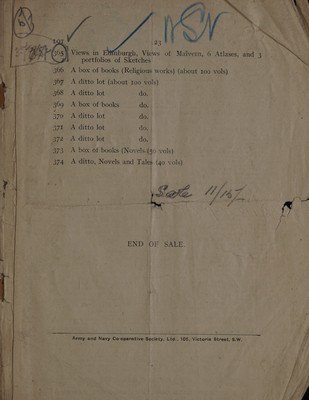 23
365 Views in Edinburgh, Views of Malvern, 6 Atlases, and 3
portfolios of Sketches
366 A box of books (Religious works) (about 100 vols)
367 A ditto lot (about 100 vols)
368 A ditto lot do.
369 A box of books do.
370 A ditto lot do.
371 A ditto lot do.
372 A ditto lot do.
373 A box of books (Novels (50 vols)
374 A ditto, Novels and Tales (40 vols)
Sale
END OF SALE.
Army and Navy Co-operative Society, Ltd., 105, Victoria Street, S.W.